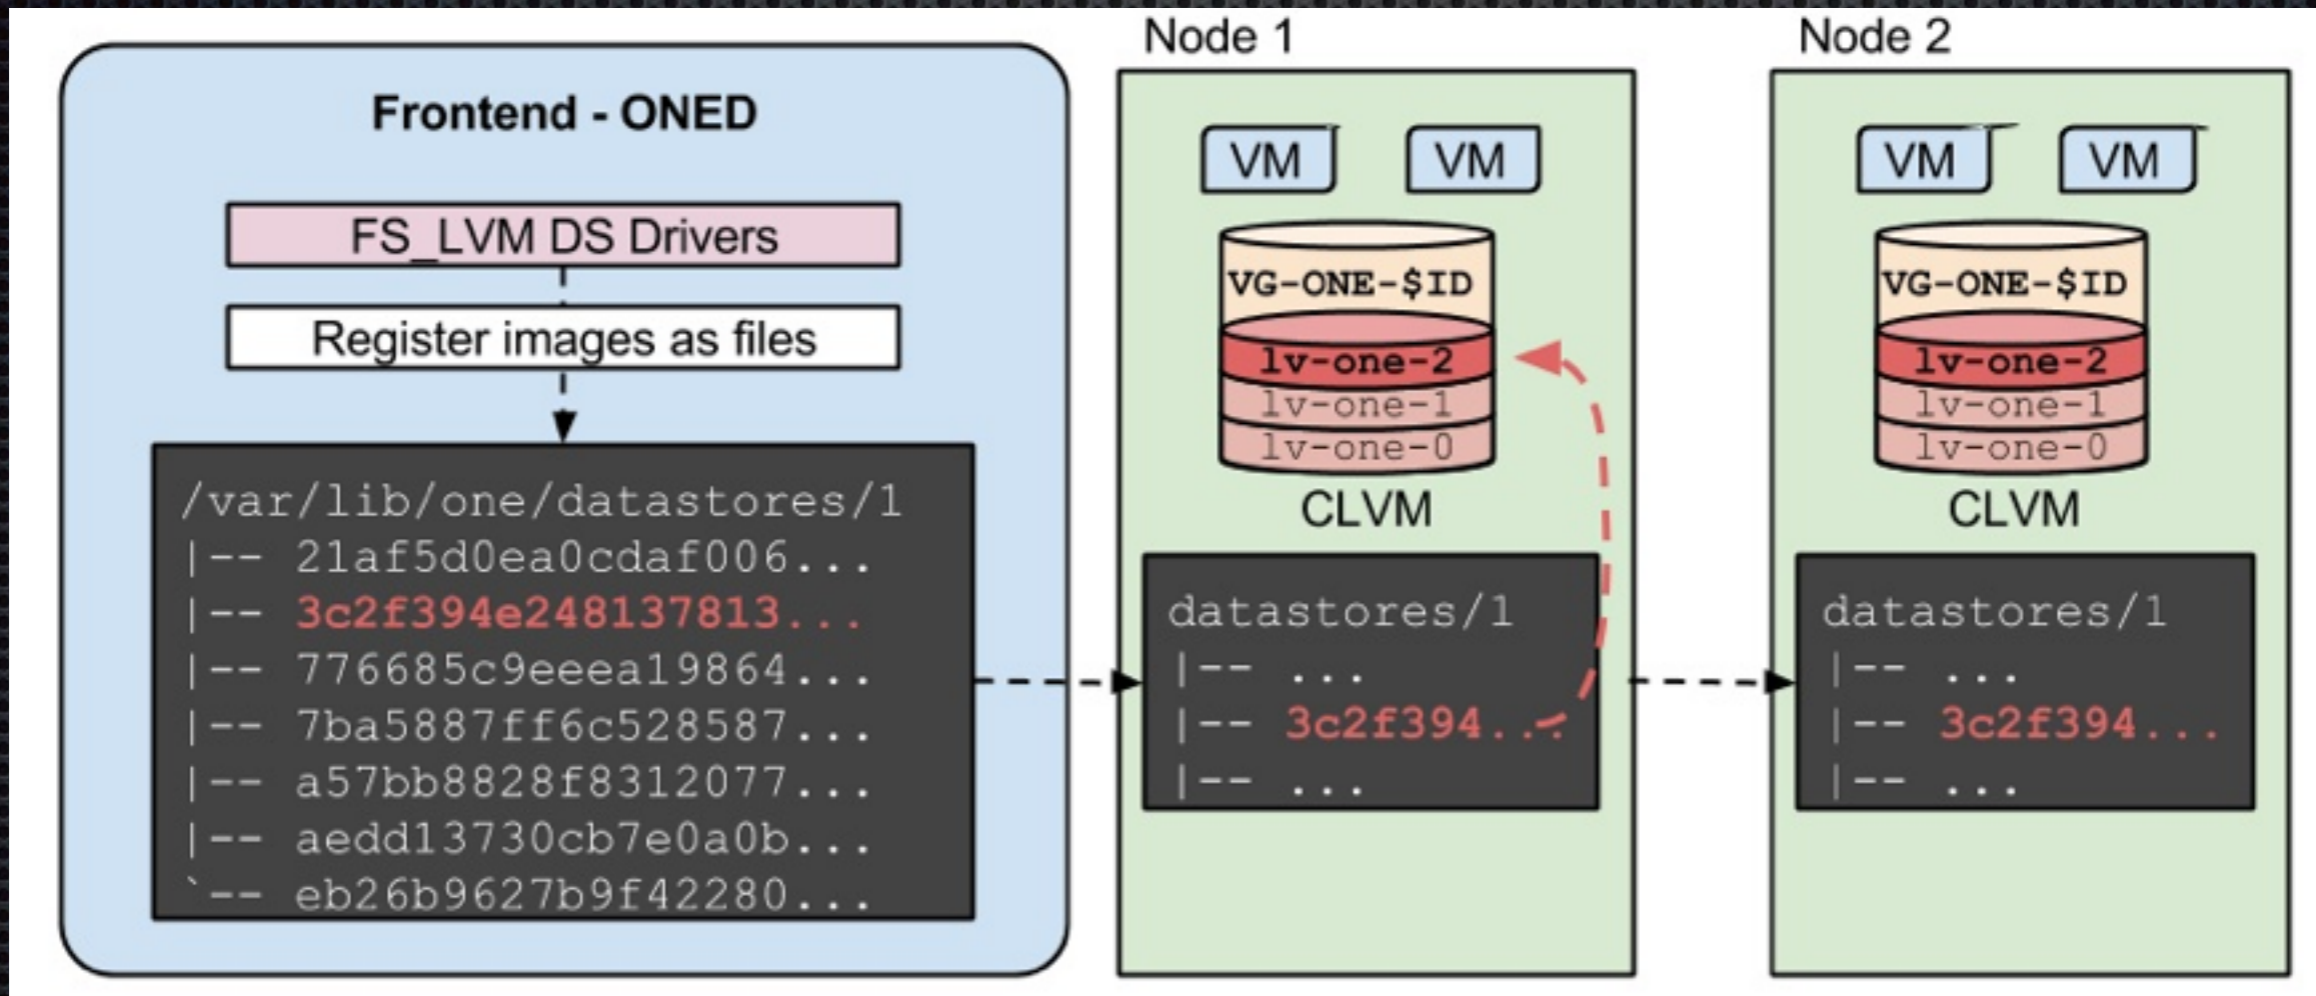 Frontend - ONED
FS_LVM DS Drivers
Register images as files
/var/lib/one/datastores/1
|-- 21af5d0ea0cdaf006...
|-- 3c2f394e248137813...
|-- 776685c9eeea19864...
|-- 7ba5887ff6c528587...
|-- a57bb8828f8312077...
|-- aedd13730cb7e0a0b...
`-- eb26b9627b9f42280...
Node 1
VM VM
VG-ONE-$ID
lv-one-2
lv-one-1
lv-one-0
CLVM
datastores/1
|-- ...
|-- 3c2f394...
|-- ...
Node 2
VM VM
VG-ONE-$ID
lv-one-2
lv-one-1
lv-one-0
CLVM
datastores/1
|-- ...
|-- 3c2f394...
|-- ...